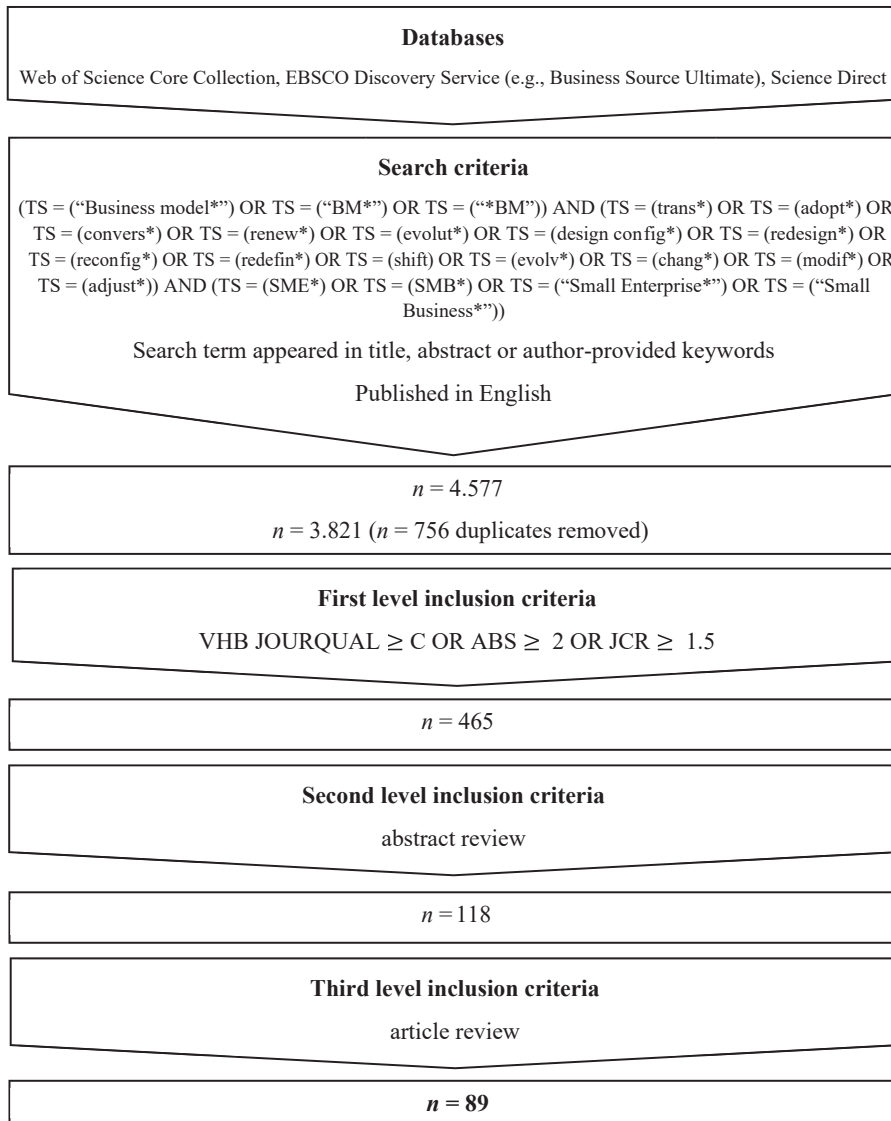 Databases
Web of Science Core Collection, EBSCO Discovery Service (e.g., Business Source Ultimate), Science Direct
Search criteria
(TS = (“Business model*”) OR TS = (“BM*”) OR TS = (“*BM”)) AND (TS = (trans*) OR TS = (adopt*) OR
TS = (convers*) OR TS = (renew*) OR TS = (evolut*) OR TS = (design config*) OR TS = (redesign*) OR
TS = (reconfig*) OR TS = (redefin*) OR TS = (shift) OR TS = (evolv*) OR TS = (chang*) OR TS = (modif*) OR
TS = (adjust*)) AND (TS = (SME*) OR TS = (SMB*) OR TS = (“Small Enterprise*”) OR TS = (“Small
Business*”))
Search term appeared in title, abstract or author-provided keywords
Published in English
n = 4.577
n = 3.821 (n = 756 duplicates removed)
First level inclusion criteria
VHB JOURQUAL ≥ C OR ABS ≥ 2 OR JCR ≥ 1.5
n = 465
Second level inclusion criteria
abstract review
n = 118
Third level inclusion criteria
article review
n = 89